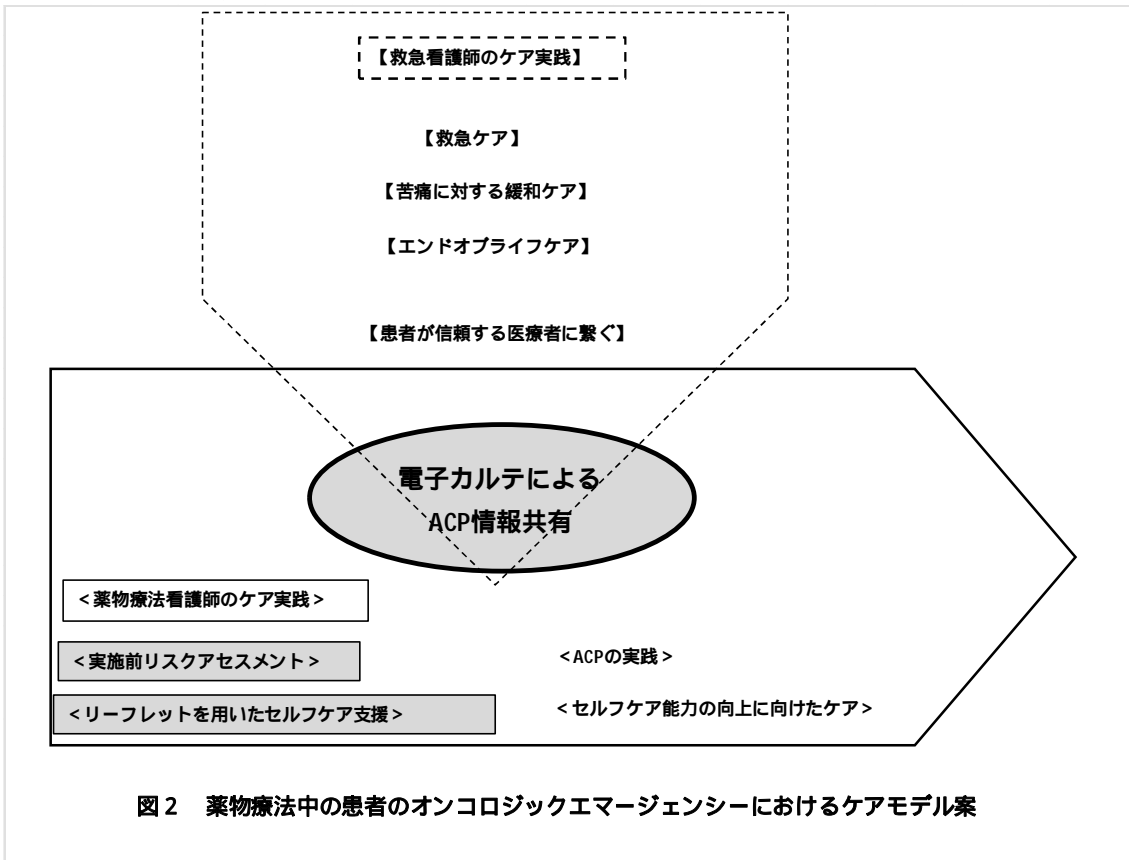 【救急看護師のケア実践】
【救急ケア】
【苦痛に対する緩和ケア】
【エンドオブライフケア】
【患者が信頼する医療者に繋ぐ】
電子カルテによる
ACP情報共有
<薬物療法看護師のケア実践>
<実施前リスクアセスメント>
<ACPの実践>
<リーフレットを用いたセルフケア支援>
<セルフケア能力の向上に向けたケア>
図2 薬物療法中の患者のオンコロジックエマージェンシーにおけるケアモデル案